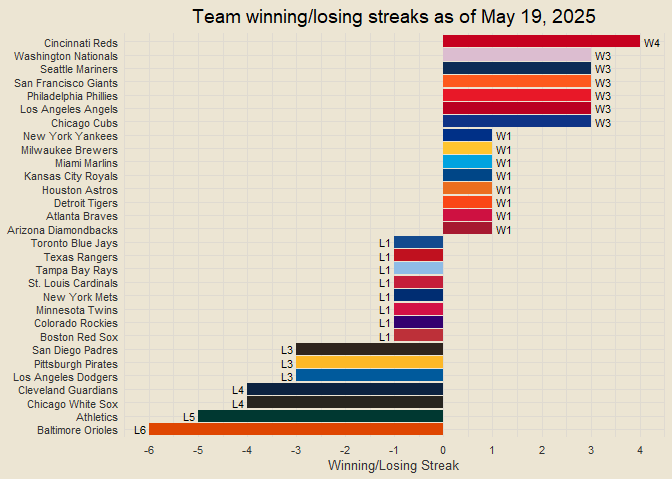 Team winning/losing streaks as of May 19, 2025
Cincinnati Reds W4
Washington Nationals W3
Seattle Mariners W3
San Francisco Giants W3
Philadelphia Phillies W3
Los Angeles Angels W3
Chicago Cubs W3
New York Yankees W1
Milwaukee Brewers W1
Miami Marlins W1
Kansas City Royals W1
Houston Astros W1
Detroit Tigers W1
Atlanta Braves W1
Arizona Diamondbacks W1
Toronto Blue Jays L1
Texas Rangers L1
Tampa Bay Rays L1
St. Louis Cardinals L1
New York Mets L1
Minnesota Twins L1
Colorado Rockies L1
Boston Red Sox L1
San Diego Padres L3
Pittsburgh Pirates L3
Los Angeles Dodgers L3
Cleveland Guardians L4
Chicago White Sox L4
Athletics L5
Baltimore Orioles L6
-6 -5 -4 -3 -2 -1 0 1 2 3 4
Winning/Losing Streak